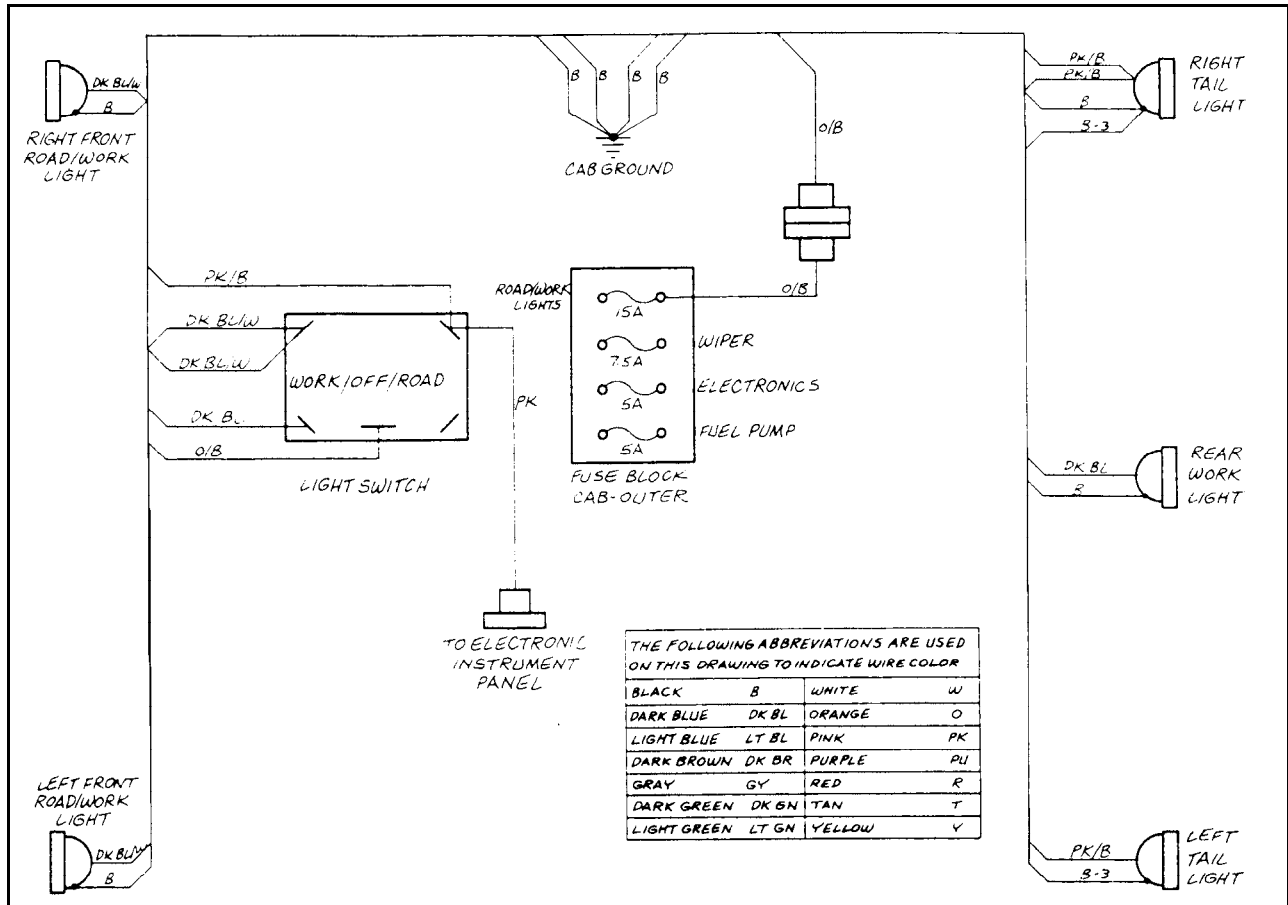 DK BL/W
B
RIGHT FRONT
ROAD/WORK
LIGHT
B
B
B
B
CAB GROUND
O/B
PK/B
PK/B
B
B-3
RIGHT
TAIL
LIGHT
PK/B
DK BL/W
DK BL/W
WORK/OFF/ROAD
DK BL
O/B
LIGHT SWITCH
PK
ROAD/WORK
LIGHTS
15A
O/B
7.5A
WIPER
5A
ELECTRONICS
5A
FUEL PUMP
FUSE BLOCK
CAB-OUTER
DK BL
B
REAR
WORK
LIGHT
TO ELECTRONIC
INSTRUMENT
PANEL
THE FOLLOWING ABBREVIATIONS ARE USED
ON THIS DRAWING TO INDICATE WIRE COLOR
BLACK B WHITE W
DARK BLUE DK BL ORANGE O
LIGHT BLUE LT BL PINK PK
DARK BROWN DK BR PURPLE PU
GRAY GY RED R
DARK GREEN DK GN TAN T
LIGHT GREEN LT GN YELLOW Y
LEFT FRONT
ROAD/WORK
LIGHT
DK BL/W
B
PK/B
B-3
LEFT
TAIL
LIGHT